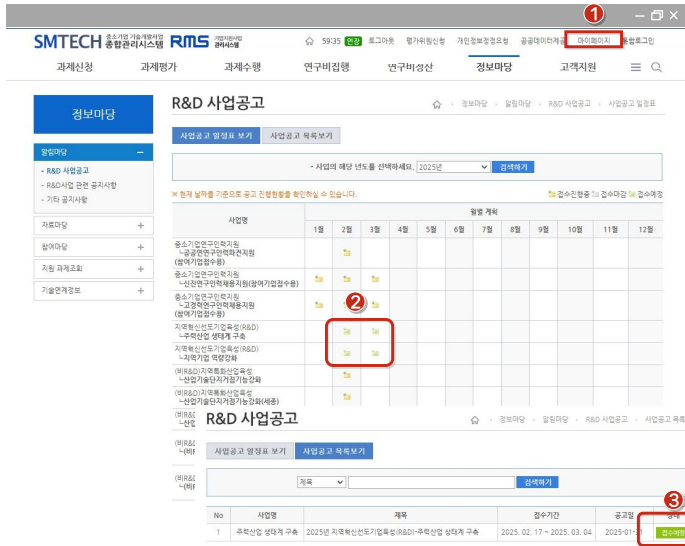 1
SMTECH 중소기업 기술개발사업 종합관리시스템 RMS 기업지원사업 관리시스템 59:35 연장 로그아웃 평가위원신청 개인정보정정요청 공공데이터제공 마이페이지 통합로그인
과제신청 과제평가 과제수행 연구비집행 연구비정산 정보마당 고객지원
정보마당
알림마당 −
• R&D 사업공고
• R&D사업 관련 공지사항
• 기타 공지사항
자료마당 +
참여마당 +
지원 과제조회 +
기술연계정보 +
R&D 사업공고
정보마당 > 알림마당 > R&D 사업공고 > 사업공고 일정표
사업공고 일정표 보기 사업공고 목록보기
- 사업의 해당 년도를 선택하세요. 2025년 검색하기
※ 현재 날짜를 기준으로 공고 진행현황을 확인하실 수 있습니다.
접수진행중 접수마감 접수예정
사업명 월별 계획
1월 2월 3월 4월 5월 6월 7월 8월 9월 10월 11월 12월
중소기업연구인력지원
└공공연연구인력파견지원
(참여기업접수용)
중소기업연구인력지원
└신진연구인력채용지원(참여기업접수용)
중소기업연구인력지원
└고경력연구인력채용지원
(참여기업접수용)
2
지역혁신선도기업육성(R&D)
└주력산업 생태계 구축
지역혁신선도기업육성(R&D)
└지역기업 역량강화
(비R&D)지역특화산업육성
└산업기술단지거점기능강화
(비R&D)지역특화산업육성
└산업기술단지거점기능강화(세종)
(비R&D
└산업
(비R&D
└(비R
(비R&D
└(비R
R&D 사업공고
정보마당 > 알림마당 > R&D 사업공고 > 사업공고 목록
사업공고 일정표 보기 사업공고 목록보기
제목 검색하기
3
No 사업명 제목 접수기간 공고일 상태
1 주력산업 생태계 구축 2025년 지역혁신선도기업육성(R&D)-주력산업 생태계 구축 2025. 02. 17 ~ 2025. 03. 04 2025-01-31 접수예정